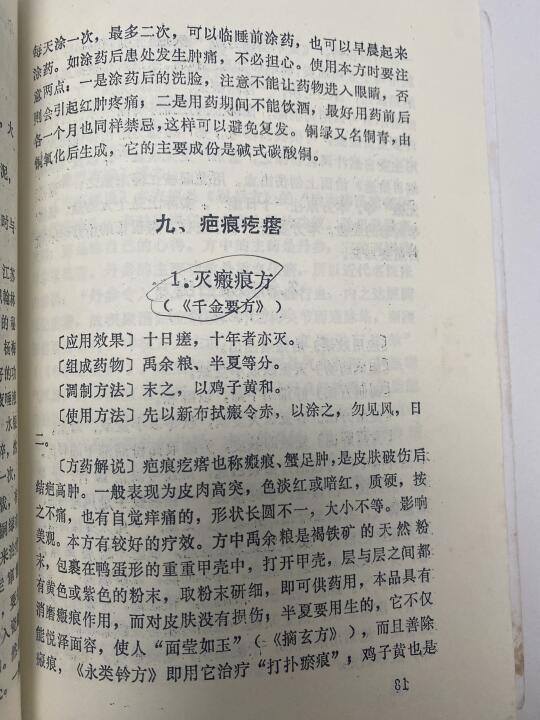 每天涂一次，最多二次，可以临睡前涂药，也可以早晨起来
涂药。如涂药后患处发生肿痛，不必担心。使用本方时要注
意两点：一是涂药后的洗脸，注意不能让药物进入眼睛，否
则会引起红肿疼痛；二是用药期间不能饮酒，最好用药前后
各一个月也同样禁忌，这样可以避免复发。铜绿又名铜青，由
铜氧化后生成，它的主要成份是碱式碳酸铜。
九、疤痕疙瘩
1.灭瘢痕方
（《千金要方》）
〔应用效果〕十日瘥，十年者亦灭。
〔组成药物〕禹余粮、半夏等分。
〔调制方法〕末之，以鸡子黄和。
〔使用方法〕先以新布拭瘢令赤，以涂之，勿见风，日
二。
〔方药解说〕疤痕疙瘩也称瘢痕、蟹足肿，是皮肤破伤后
结疤高肿。一般表现为皮肉高突，色淡红或暗红，质硬，按
之不痛，也有自觉痒痛的，形状长圆不一，大小不等。影响
美观。本方有较好的疗效。方中禹余粮是褐铁矿的天然粉
末，包裹在鸭蛋形的重重甲壳中，打开甲壳，层与层之间都
有黄色或紫色的粉末，取粉末研细，即可供药用，本品具有
消磨瘢痕作用，而对皮肤没有损伤；半夏要用生的，它不仅
能悦泽面容，使人“面莹如玉”（《摘玄方》），而且善除
瘢痕，《永类钤方》即用它治疗“打扑瘀痕”；鸡子黄也是
81